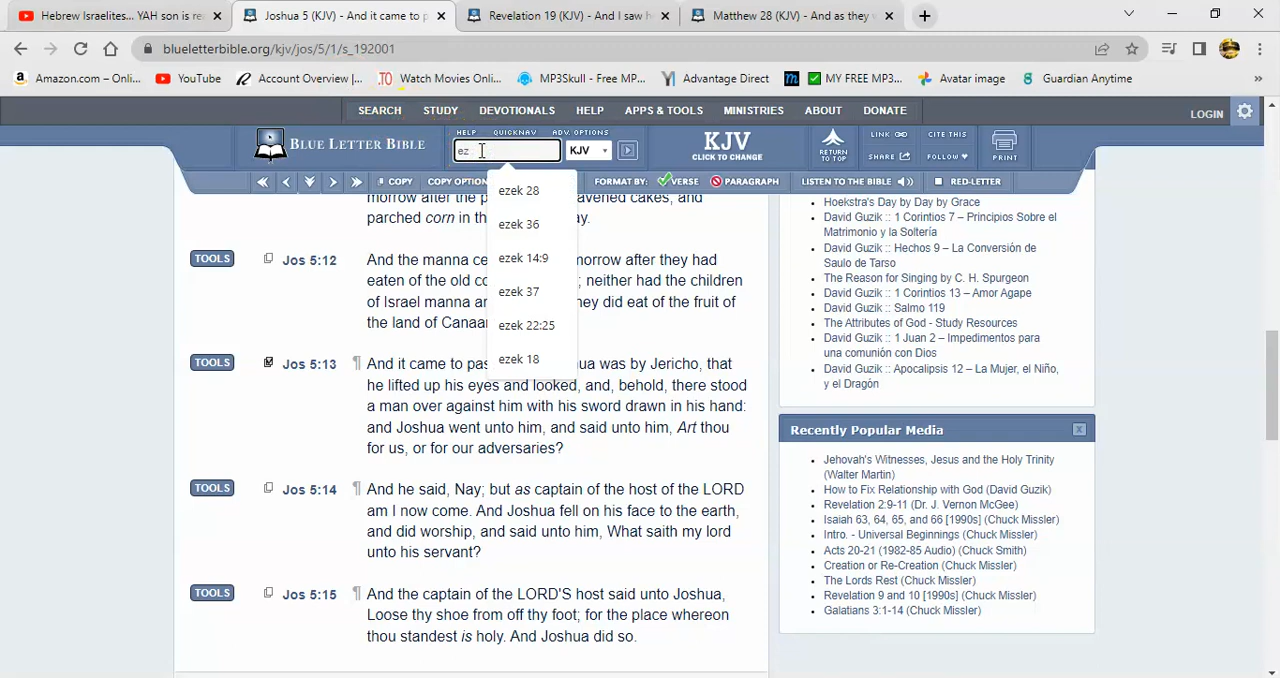 Hebrew Israelites... YAH son is re
Joshua 5 (KJV) - And it came to p
Revelation 19 (KJV) - And I saw he
Matthew 28 (KJV) - And as they w
blueletterbible.org/kjv/jos/5/1/s_192001
Amazon.com – Onli...
YouTube
Account Overview |...
Watch Movies Onlin...
MP3Skull - Free MP...
Advantage Direct
MY FREE MP3...
Avatar image
Guardian Anytime
SEARCH
STUDY
DEVOTIONALS
HELP
APPS & TOOLS
MINISTRIES
ABOUT
DONATE
LOGIN
BLUE LETTER BIBLE
HELP
QUICKNAV
ADV. OPTIONS
ez
KJV
KJV
CLICK TO CHANGE
RETURN
TO TOP
LINK
SHARE
CITE THIS
FOLLOW
PRINT
COPY
COPY OPTION
FORMAT BY:
VERSE
PARAGRAPH
LISTEN TO THE BIBLE
RED-LETTER
ezek 28
ezek 36
ezek 14:9
ezek 37
ezek 22:25
ezek 18
morrow after the avened cakes, and
parched corn in the ay.
TOOLS
Jos 5:12
And the manna ce morrow after they had
eaten of the old co ; neither had the children
of Israel manna an hey did eat of the fruit of
the land of Canaa
TOOLS
Jos 5:13
¶ And it came to pas hua was by Jericho, that
he lifted up his eyes and looked, and, behold, there stood
a man over against him with his sword drawn in his hand:
and Joshua went unto him, and said unto him, Art thou
for us, or for our adversaries?
TOOLS
Jos 5:14
¶ And he said, Nay; but as captain of the host of the LORD
am I now come. And Joshua fell on his face to the earth,
and did worship, and said unto him, What saith my lord
unto his servant?
TOOLS
Jos 5:15
¶ And the captain of the LORD'S host said unto Joshua,
Loose thy shoe from off thy foot; for the place whereon
thou standest is holy. And Joshua did so.
Hoekstra's Day by Day by Grace
David Guzik :: 1 Corintios 7 – Principios Sobre el
Matrimonio y la Soltería
David Guzik :: Hechos 9 – La Conversión de
Saulo de Tarso
The Reason for Singing by C. H. Spurgeon
David Guzik :: 1 Corinios 13 – Amor Agape
David Guzik :: Salmo 119
The Attributes of God - Study Resources
David Guzik :: 1 Juan 2 – Impedimentos para
una comunión con Dios
David Guzik :: Apocalipsis 12 – La Mujer, el Niño,
y el Dragón
Recently Popular Media
x
Jehovah's Witnesses, Jesus and the Holy Trinity
(Walter Martin)
How to Fix Relationship with God (David Guzik)
Revelation 2:9-11 (Dr. J. Vernon McGee)
Isaiah 63, 64, 65, and 66 [1990s] (Chuck Missler)
Intro. - Universal Beginnings (Chuck Missler)
Acts 20-21 (1982-85 Audio) (Chuck Smith)
Creation or Re-Creation (Chuck Missler)
The Lords Rest (Chuck Missler)
Revelation 9 and 10 [1990s] (Chuck Missler)
Galatians 3:1-14 (Chuck Missler)